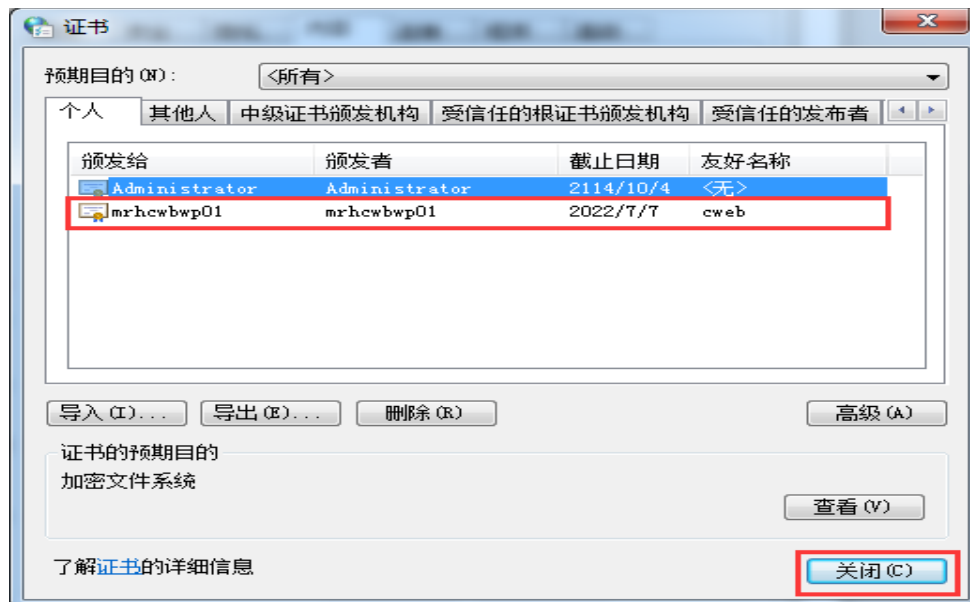 证书
预期目的(N): <所有>
个人 其他人 中级证书颁发机构 受信任的根证书颁发机构 受信任的发布者
颁发给 颁发者 截止日期 友好名称
Administrator Administrator 2114/10/4 <无>
mrhcwbwp01 mrhcwbwp01 2022/7/7 cweb
导入(I)... 导出(E)... 删除(R) 高级(A)
证书的预期目的
加密文件系统
查看(V)
了解证书的详细信息
关闭(C)